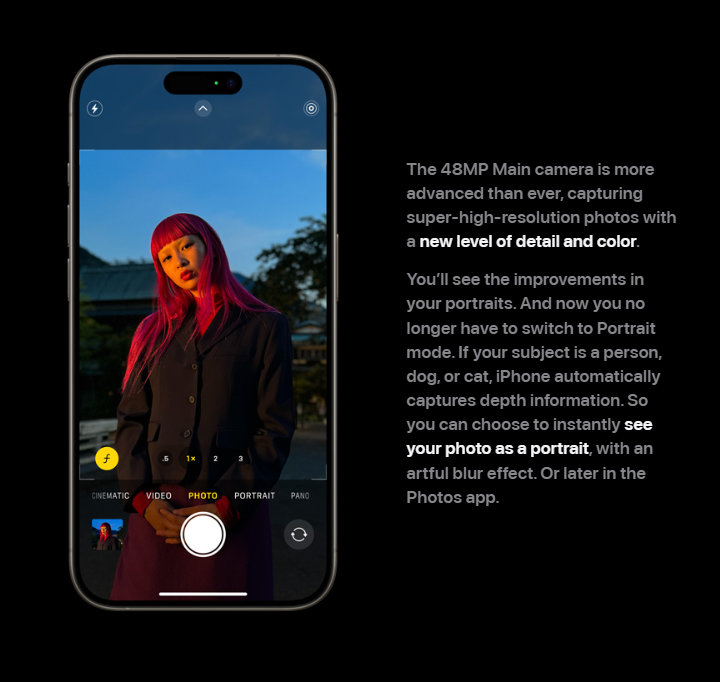 .5 1× 2 3
CINEMATIC VIDEO PHOTO PORTRAIT PANO
The 48MP Main camera is more
advanced than ever, capturing
super-high-resolution photos with
a new level of detail and color.
You’ll see the improvements in
your portraits. And now you no
longer have to switch to Portrait
mode. If your subject is a person,
dog, or cat, iPhone automatically
captures depth information. So
you can choose to instantly see
your photo as a portrait, with an
artful blur effect. Or later in the
Photos app.